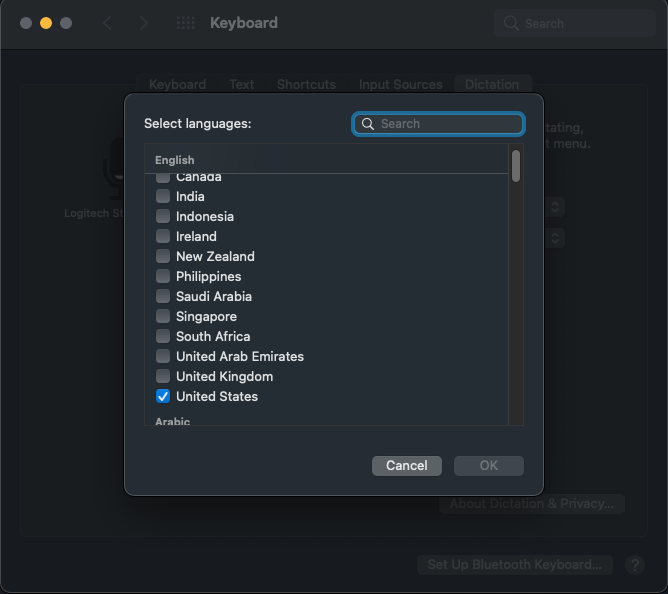 Keyboard
Search
Keyboard Text Shortcuts Input Sources Dictation
Select languages:
Search
tating,
t menu.
English
Canada
India
Logitech St
Indonesia
Ireland
New Zealand
Philippines
Saudi Arabia
Singapore
South Africa
United Arab Emirates
United Kingdom
United States
Arabic
Cancel
OK
About Dictation & Privacy...
Set Up Bluetooth Keyboard...
?